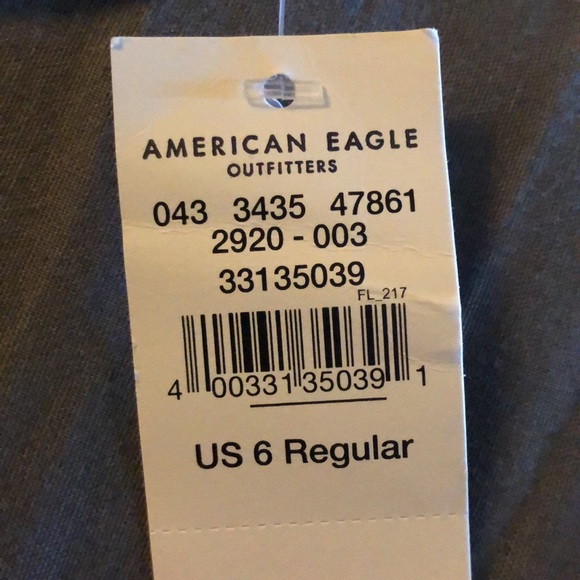 AMERICAN EAGLE
OUTFITTERS
043 3435 47861
2920 - 003
33135039
FL_217
4 00331 35039 1
US 6 Regular